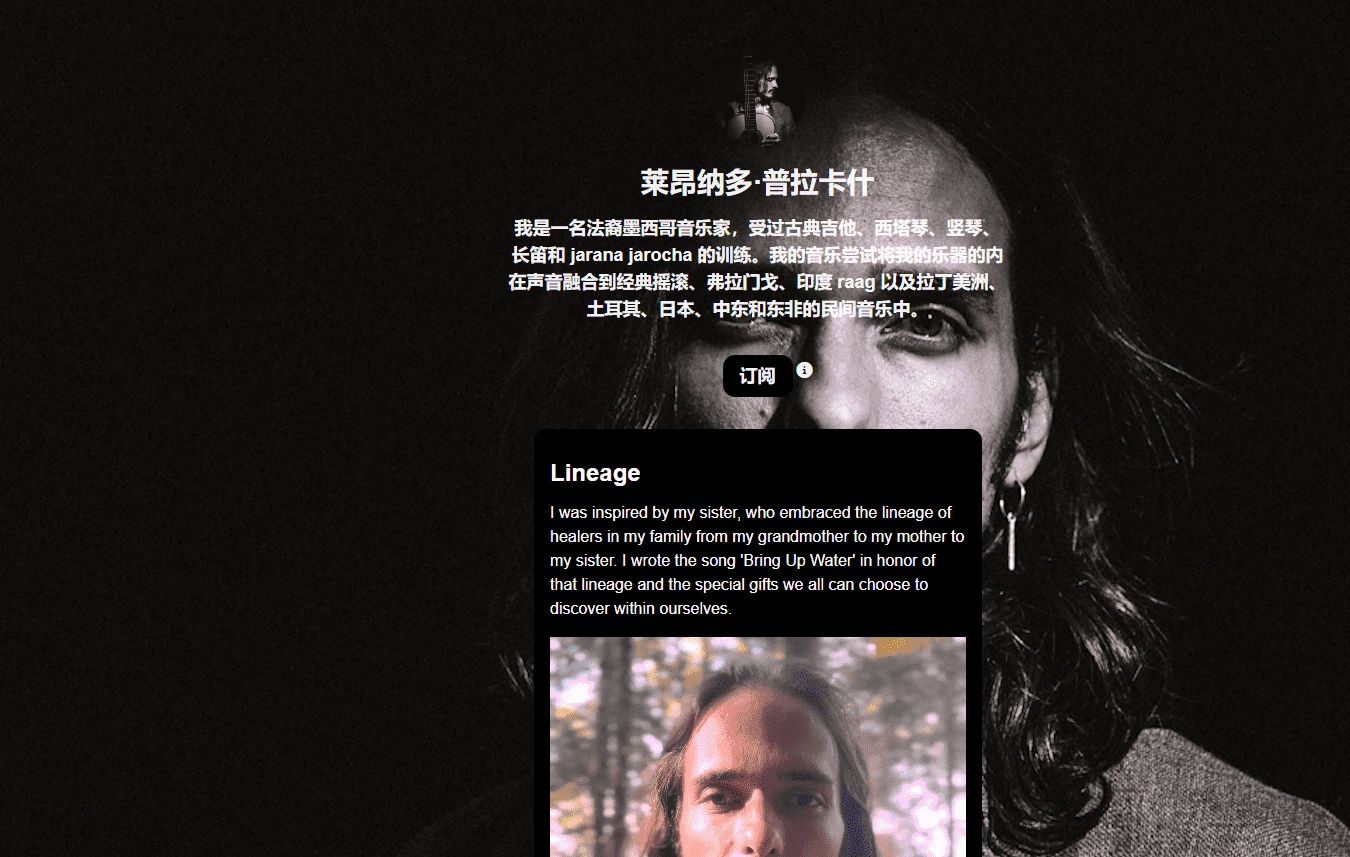 莱昂纳多·普拉卡什
我是一名法裔墨西哥音乐家，受过古典吉他、西塔琴、竖琴、
长笛和 jarana jarocha 的训练。我的音乐尝试将我的乐器的内
在声音融合到经典摇滚、弗拉门戈、印度 raag 以及拉丁美洲、
土耳其、日本、中东和东非的民间音乐中。
订阅
Lineage
I was inspired by my sister, who embraced the lineage of
healers in my family from my grandmother to my mother to
my sister. I wrote the song 'Bring Up Water' in honor of
that lineage and the special gifts we all can choose to
discover within ourselves.